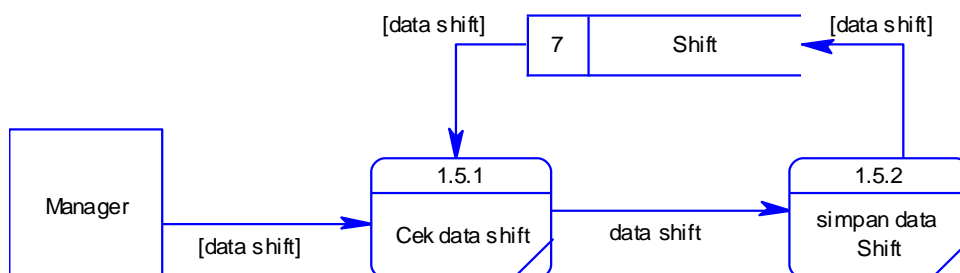 [data shift]
7
Shift
[data shift]
1.5.1
1.5.2
Manager
Cek data shift
simpan data
Shift
[data shift]
data shift